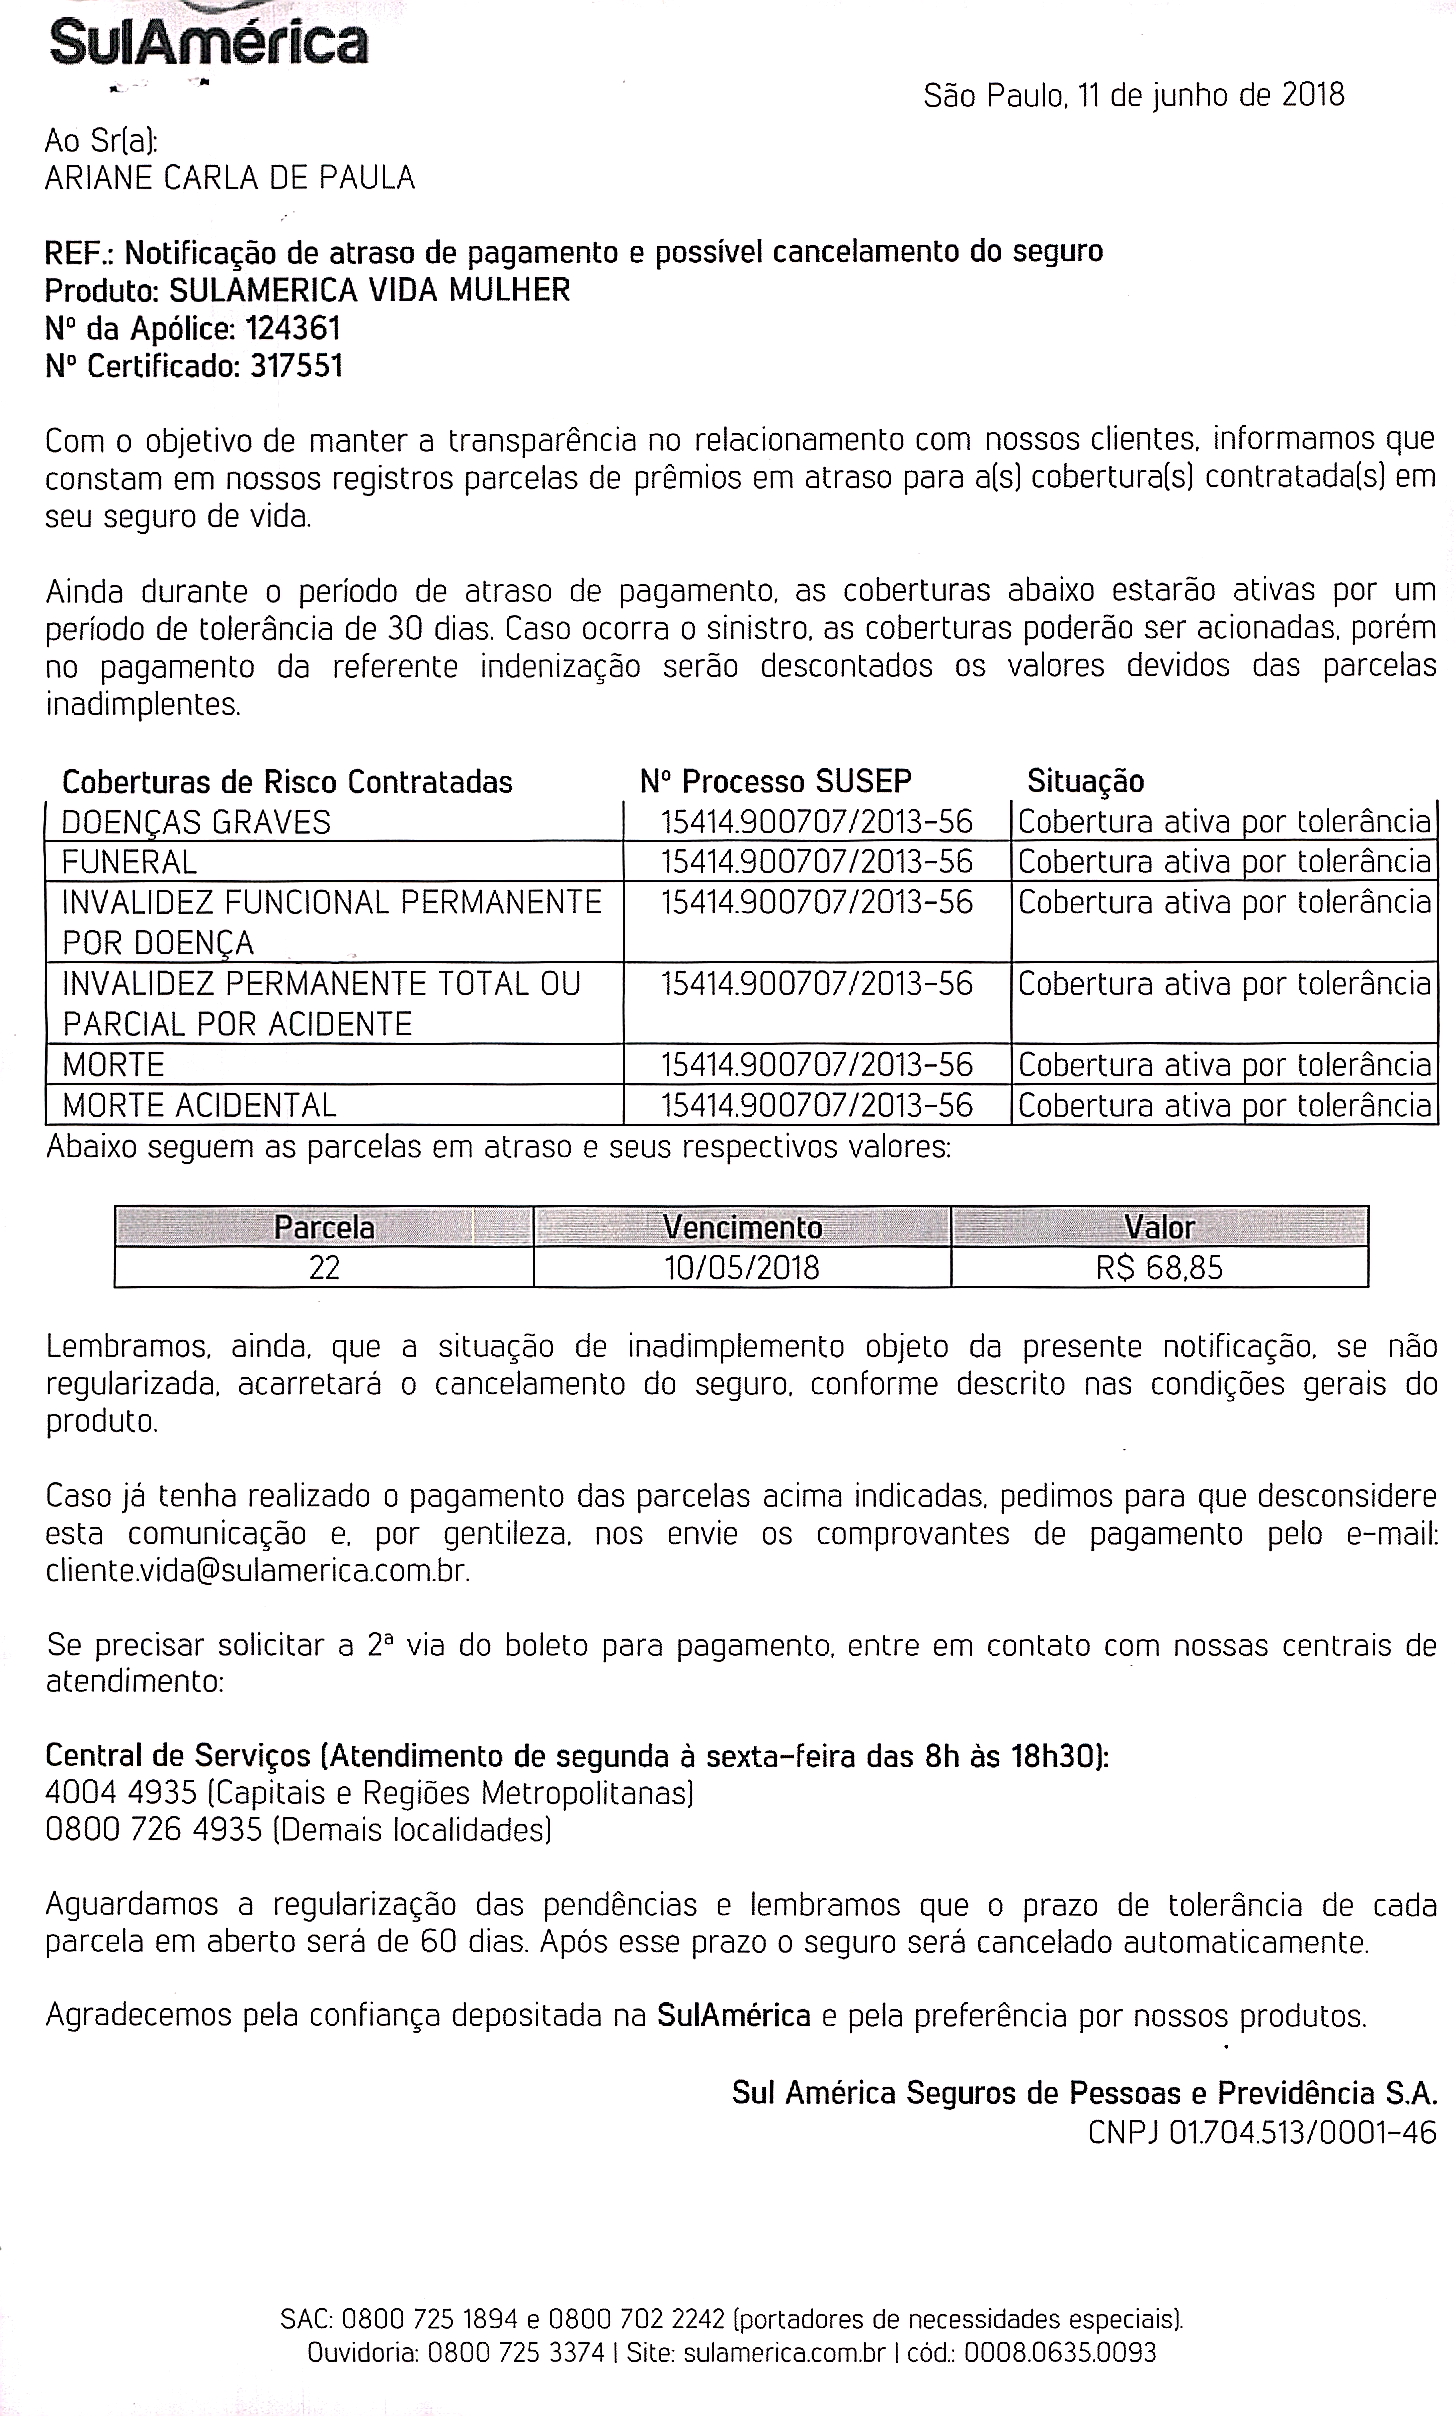 SulAmérica
São Paulo, 11 de junho de 2018
Ao Sr(a):
ARIANE CARLA DE PAULA
REF.: Notificação de atraso de pagamento e possível cancelamento do seguro
Produto: SULAMERICA VIDA MULHER
Nº da Apólice: 124361
Nº Certificado: 317551
Com o objetivo de manter a transparência no relacionamento com nossos clientes, informamos que
constam em nossos registros parcelas de prêmios em atraso para a(s) cobertura(s) contratada(s) em
seu seguro de vida.
Ainda durante o período de atraso de pagamento, as coberturas abaixo estarão ativas por um
período de tolerância de 30 dias. Caso ocorra o sinistro, as coberturas poderão ser acionadas, porém
no pagamento da referente indenização serão descontados os valores devidos das parcelas
inadimplentes.
Coberturas de Risco Contratadas Nº Processo SUSEP Situação
DOENÇAS GRAVES 15414.900707/2013-56 Cobertura ativa por tolerância
FUNERAL 15414.900707/2013-56 Cobertura ativa por tolerância
INVALIDEZ FUNCIONAL PERMANENTE 15414.900707/2013-56 Cobertura ativa por tolerância
POR DOENÇA
INVALIDEZ PERMANENTE TOTAL OU 15414.900707/2013-56 Cobertura ativa por tolerância
PARCIAL POR ACIDENTE
MORTE 15414.900707/2013-56 Cobertura ativa por tolerância
MORTE ACIDENTAL 15414.900707/2013-56 Cobertura ativa por tolerância
Abaixo seguem as parcelas em atraso e seus respectivos valores:
Parcela Vencimento Valor
22 10/05/2018 R$ 68,85
Lembramos, ainda, que a situação de inadimplemento objeto da presente notificação, se não
regularizada, acarretará o cancelamento do seguro, conforme descrito nas condições gerais do
produto.
Caso já tenha realizado o pagamento das parcelas acima indicadas, pedimos para que desconsidere
esta comunicação e, por gentileza, nos envie os comprovantes de pagamento pelo e-mail:
cliente.vida@sulamerica.com.br.
Se precisar solicitar a 2ª via do boleto para pagamento, entre em contato com nossas centrais de
atendimento:
Central de Serviços (Atendimento de segunda à sexta-feira das 8h às 18h30):
4004 4935 (Capitais e Regiões Metropolitanas)
0800 726 4935 (Demais localidades)
Aguardamos a regularização das pendências e lembramos que o prazo de tolerância de cada
parcela em aberto será de 60 dias. Após esse prazo o seguro será cancelado automaticamente.
Agradecemos pela confiança depositada na SulAmérica e pela preferência por nossos produtos.
Sul América Seguros de Pessoas e Previdência S.A.
CNPJ 01.704.513/0001-46
SAC: 0800 725 1894 e 0800 702 2242 (portadores de necessidades especiais).
Ouvidoria: 0800 725 3374 | Site: sulamerica.com.br | cód.: 0008.0635.0093